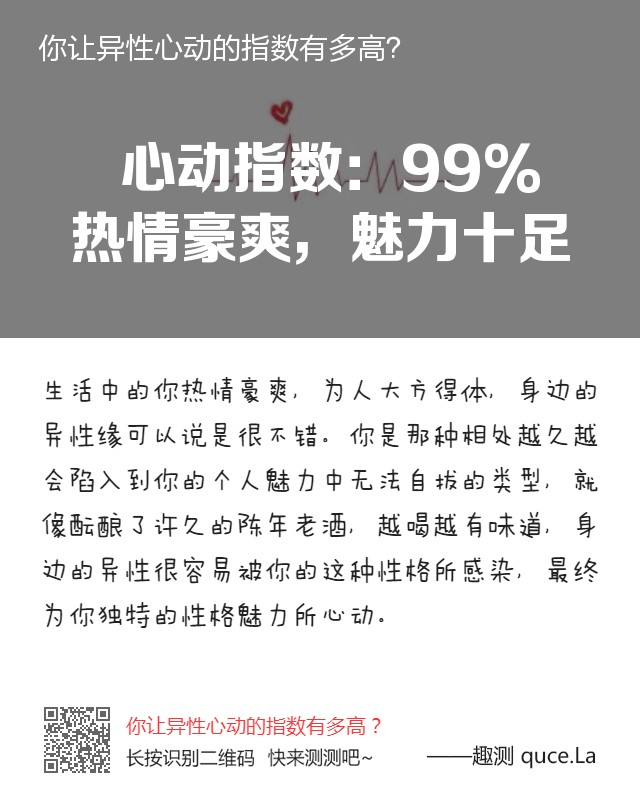 你让异性心动的指数有多高？
心动指数：99%
热情豪爽，魅力十足
生活中的你热情豪爽，为人大方得体，身边的
异性缘可以说是很不错。你是那种相处越久越
会陷入到你的个人魅力中无法自拔的类型，就
像酝酿了许久的陈年老酒，越喝越有味道，身
边的异性很容易被你的这种性格所感染，最终
为你独特的性格魅力所心动。
你让异性心动的指数有多高？
长按识别二维码 快来测测吧~
——趣测 quce.La